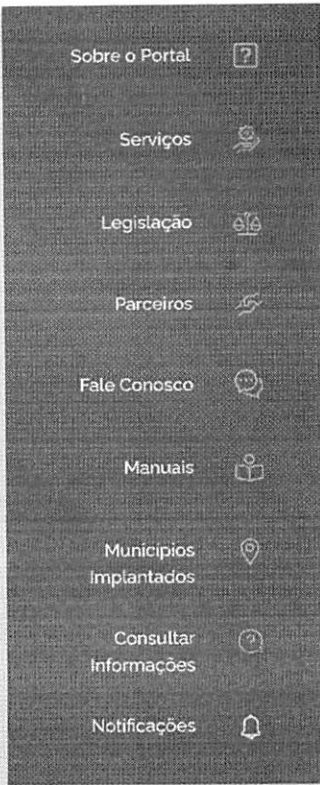 Sobre o Portal
Serviços
Legislação
Parceiros
Fale Conosco
Manuais
Municípios
Implantados
Consultar
Informações
Notificações